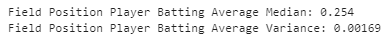 Field Position Player Batting Average Median: 0.254
Field Position Player Batting Average Variance: 0.00169